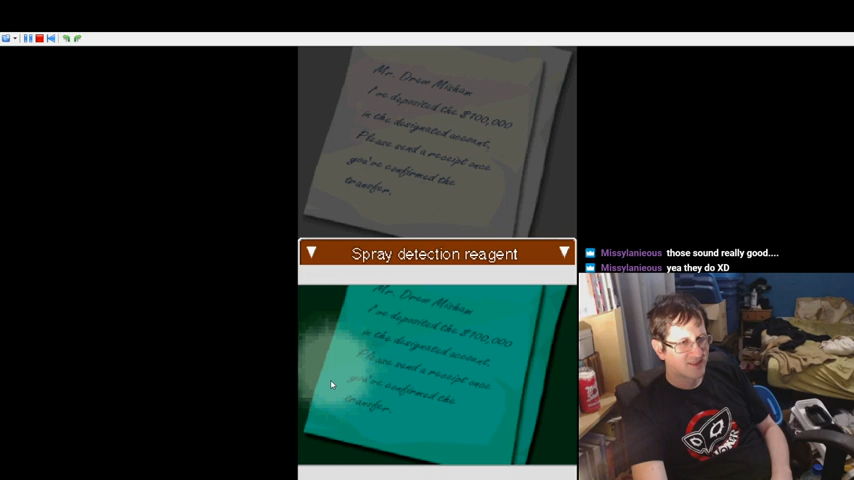 Mr. Drew Misham
I've deposited the $100,000
in the designated account.
Please send a receipt once
you've confirmed the
transfer.
Spray detection reagent
Missylanieous those sound really good....
Missylanieous yea they do XD
Mr. Drew Misham
I've deposited the $100,000
in the designated account.
Please send a receipt once
you've confirmed the
transfer.